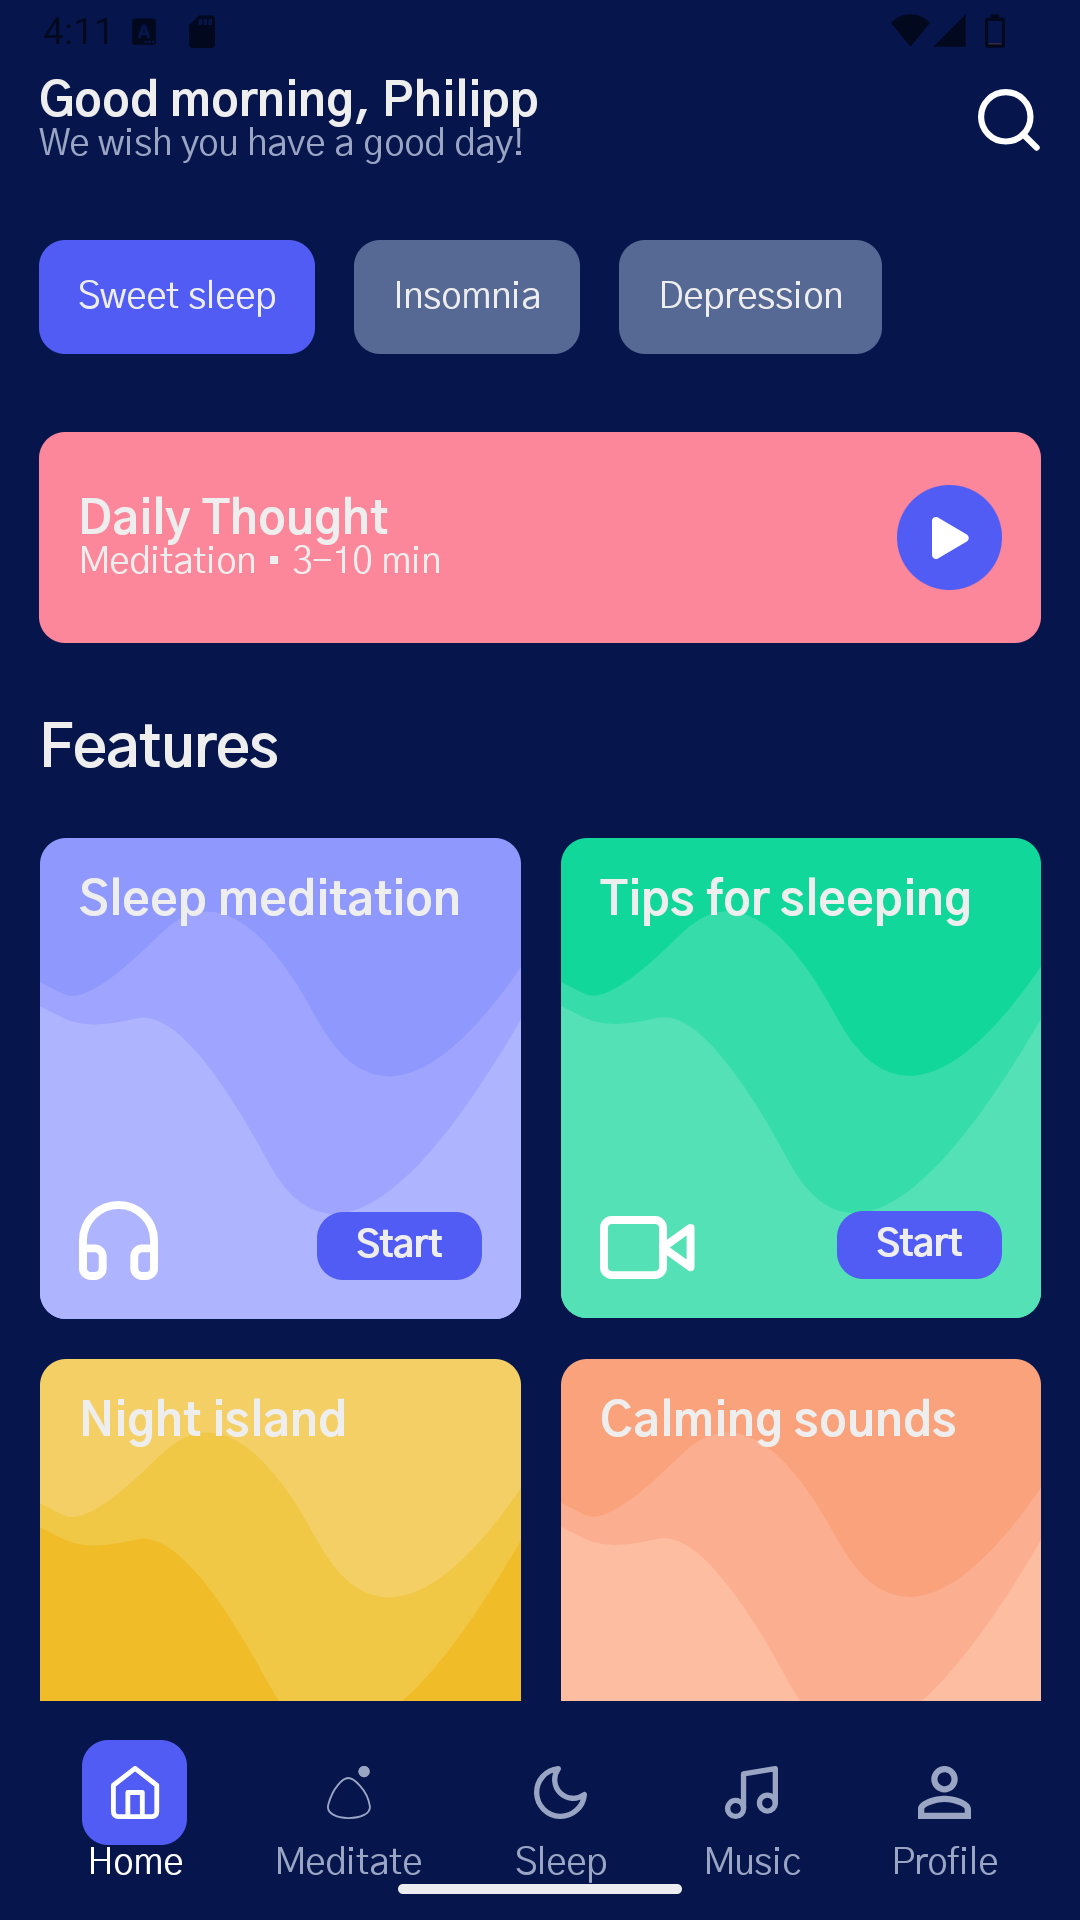 4:11
Good morning, Philipp
We wish you have a good day!
Sweet sleep
Insomnia
Depression
Daily Thought
Meditation • 3-10 min
Features
Sleep meditation
Tips for sleeping
Start
Start
Night island
Calming sounds
Home
Meditate
Sleep
Music
Profile